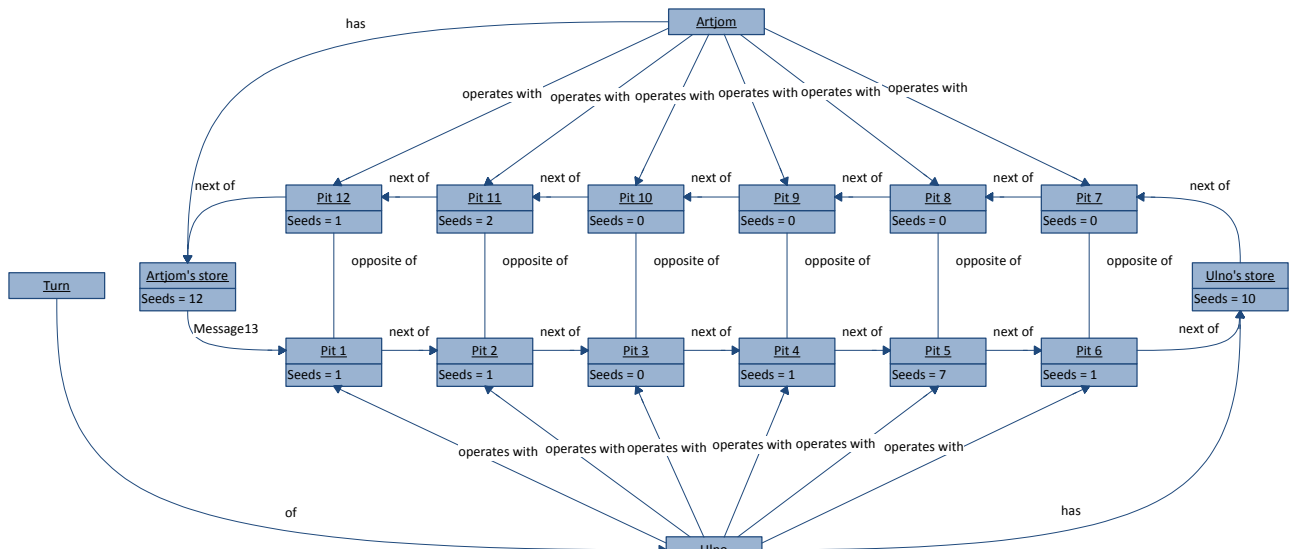 Artjom
has
operates with operates with operates with operates with operates with operates with
next of next of next of next of next of next of next of
Pit 12 Pit 11 Pit 10 Pit 9 Pit 8 Pit 7
Seeds = 1 Seeds = 2 Seeds = 0 Seeds = 0 Seeds = 0 Seeds = 0
opposite of opposite of opposite of opposite of opposite of opposite of
Turn Artjom's store Ulno's store
Seeds = 12 Seeds = 10
Message13 next of next of next of next of next of next of
Pit 1 Pit 2 Pit 3 Pit 4 Pit 5 Pit 6
Seeds = 1 Seeds = 1 Seeds = 0 Seeds = 1 Seeds = 7 Seeds = 1
operates with operates with operates with operates with operates with operates with
of has
Ulno